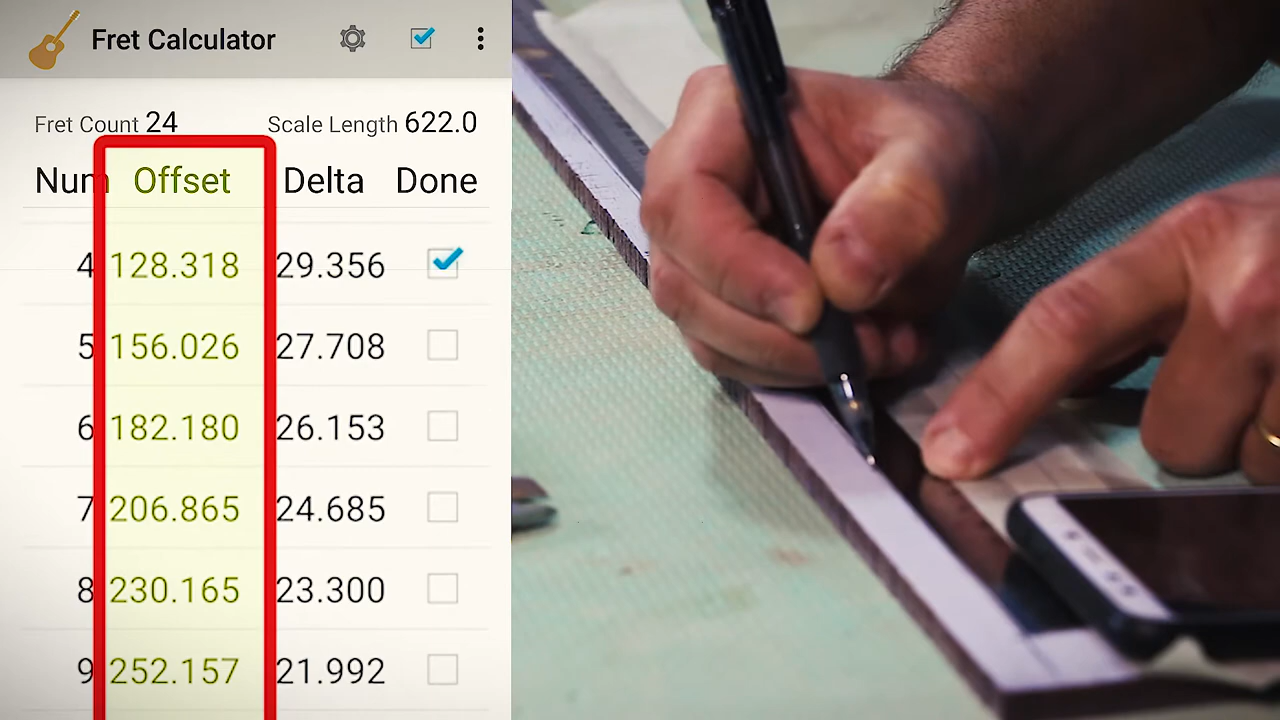 Fret Calculator
Fret Count 24 Scale Length 622.0
Num Offset Delta Done
4 128.318 29.356
5 156.026 27.708
6 182.180 26.153
7 206.865 24.685
8 230.165 23.300
9 252.157 21.992